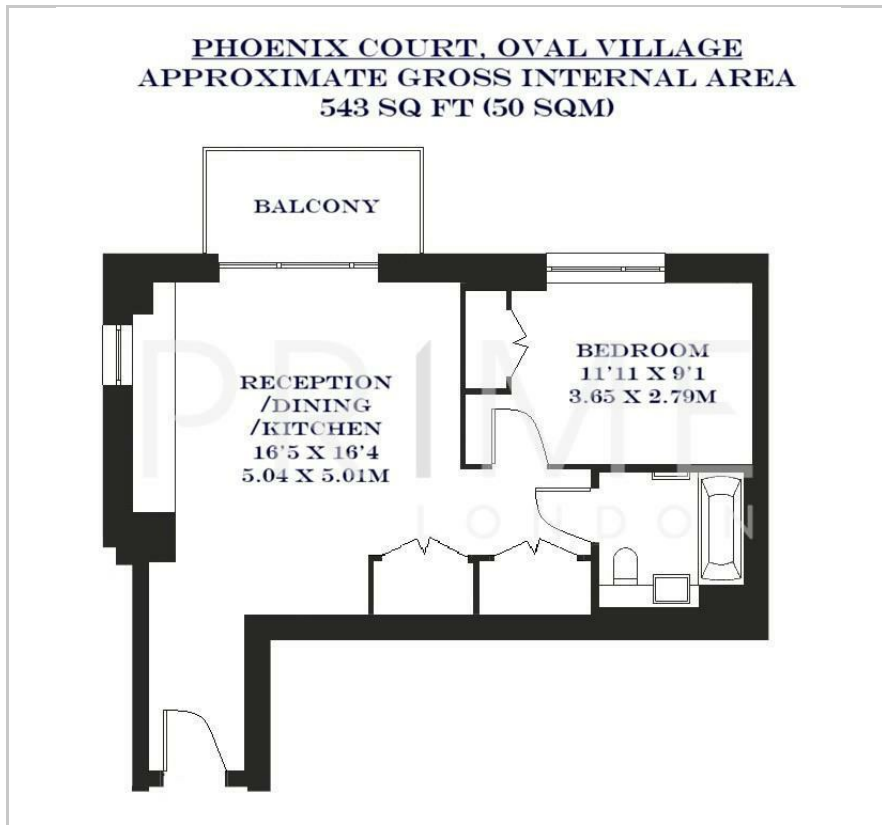 PHOENIX COURT, OVAL VILLAGE
APPROXIMATE GROSS INTERNAL AREA
543 SQ FT (50 SQM)
BALCONY
BEDROOM
11'11 X 9'1
3.65 X 2.79M
RECEPTION
/DINING
/KITCHEN
16'5 X 16'4
5.04 X 5.01M
PRIME
LONDON